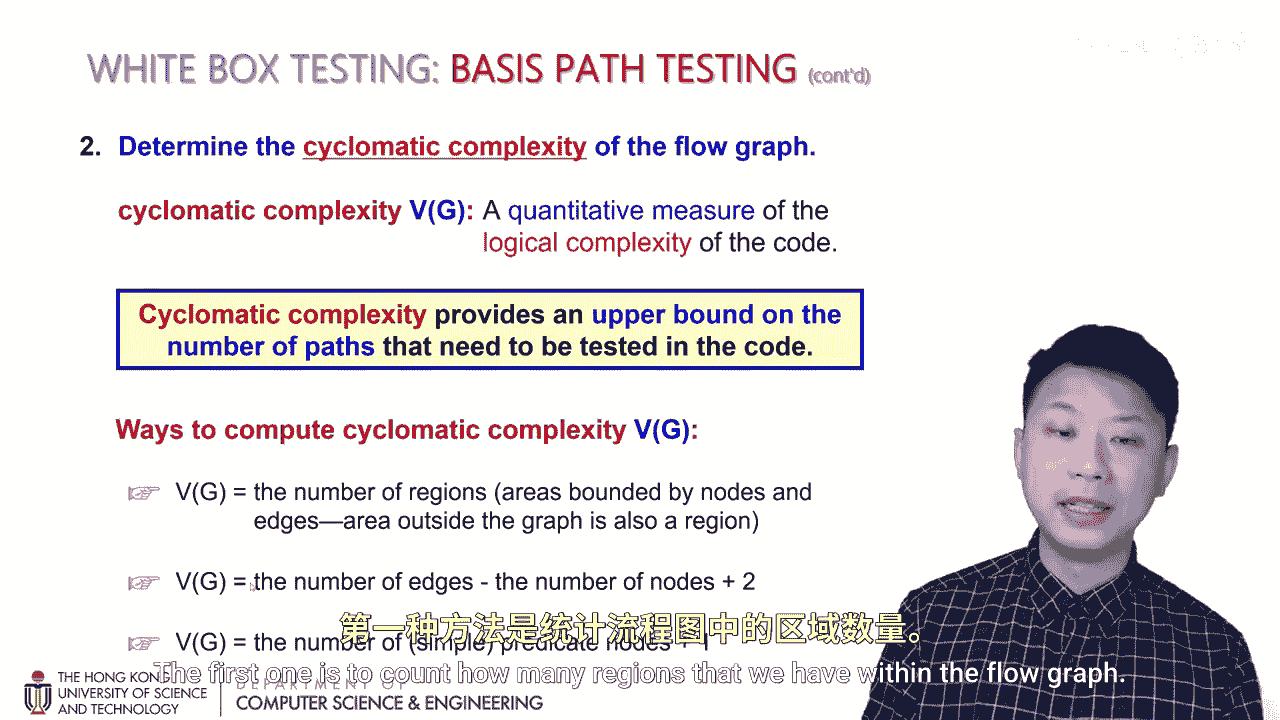 WHITE BOX TESTING: BASIS PATH TESTING (cont'd)
2. Determine the cyclomatic complexity of the flow graph.
cyclomatic complexity V(G): A quantitative measure of the
logical complexity of the code.
Cyclomatic complexity provides an upper bound on the
number of paths that need to be tested in the code.
Ways to compute cyclomatic complexity V(G):
☞ V(G) = the number of regions (areas bounded by nodes and
edges—area outside the graph is also a region)
☞ V(G) = the number of edges - the number of nodes + 2
☞ V(G) = the number of (simple) predicate nodes + 1
第一种方法是统计流程图中的区域数量。
The first one is to count how many regions that we have within the flow graph.
THE HONG KONG
UNIVERSITY OF SCIENCE
AND TECHNOLOGY
DEPARTMENT OF
COMPUTER SCIENCE & ENGINEERING